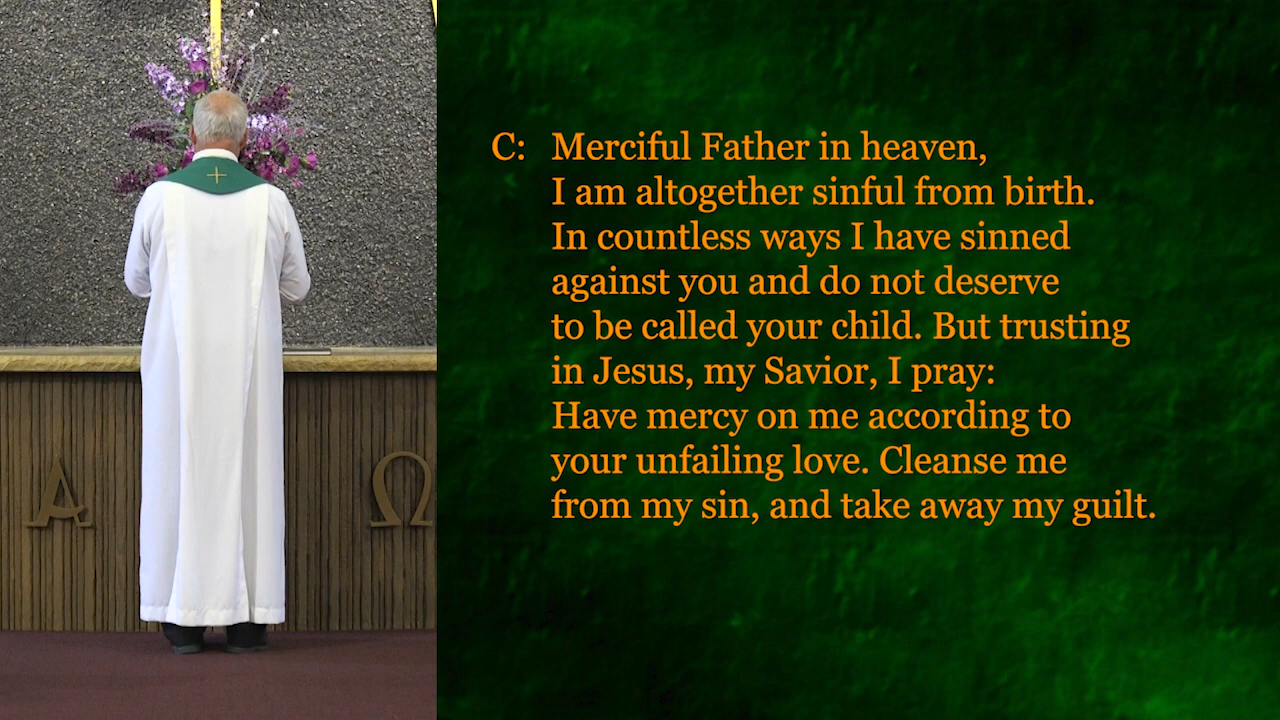 C: Merciful Father in heaven,
I am altogether sinful from birth.
In countless ways I have sinned
against you and do not deserve
to be called your child. But trusting
in Jesus, my Savior, I pray:
Have mercy on me according to
your unfailing love. Cleanse me
from my sin, and take away my guilt.
Α Ω